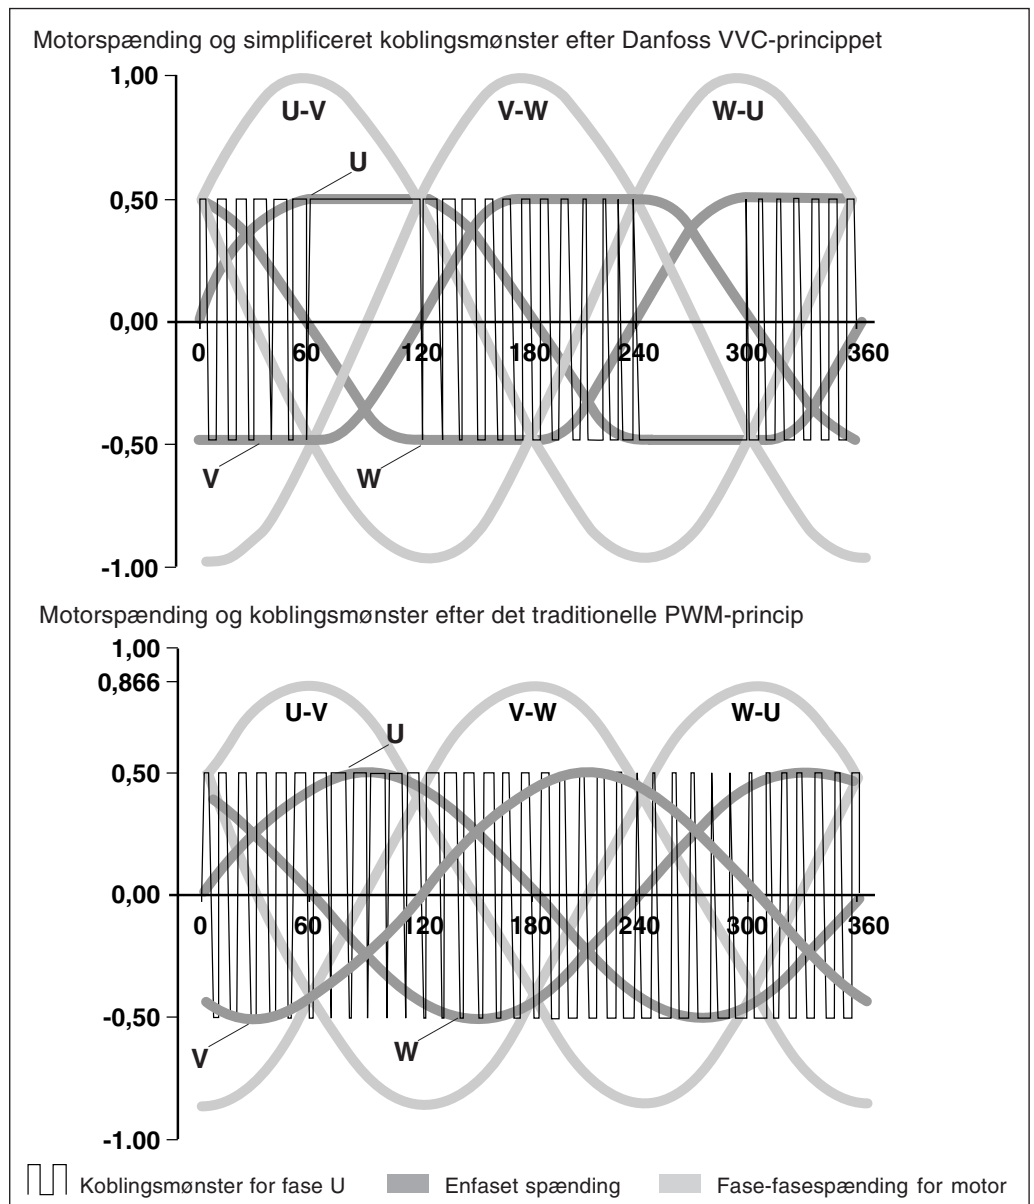 Motorspænding og simplificeret koblingsmønster efter Danfoss VVC-princippet
1,00
U-V
V-W
W-U
U
0,50
0,00
0
60
120
180
240
300
360
-0,50
V
W
-1.00
Motorspænding og koblingsmønster efter det traditionelle PWM-princip
1,00
0,866
U-V
V-W
W-U
U
0,50
0,00
0
60
120
180
240
300
360
-0,50
V
W
-1.00
Koblingsmønster for fase U
Enfaset spænding
Fase-fasespænding for motor